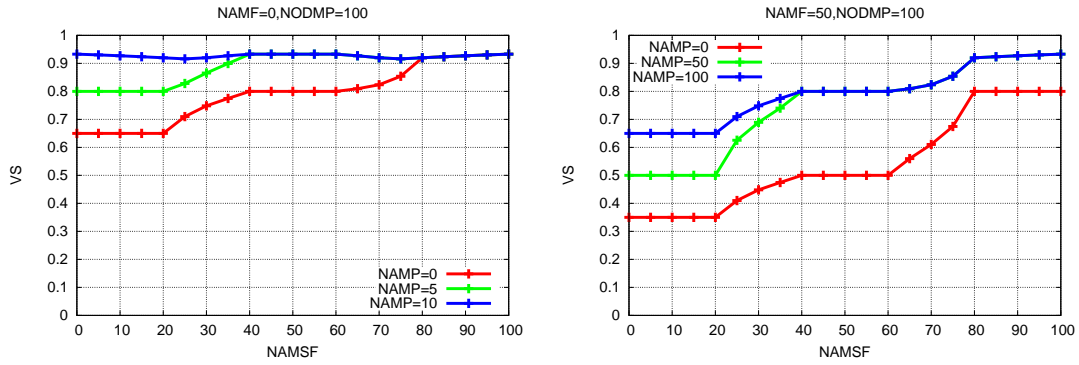 NAMF=0,NODMP=100
1
0.9
0.8
0.7
0.6
0.5
0.4
0.3
0.2
0.1
0
VS
NAMP=0
NAMP=5
NAMP=10
0 10 20 30 40 50 60 70 80 90 100
NAMSF
NAMF=50,NODMP=100
1
0.9
0.8
0.7
0.6
0.5
0.4
0.3
0.2
0.1
0
VS
NAMP=0
NAMP=50
NAMP=100
0 10 20 30 40 50 60 70 80 90 100
NAMSF